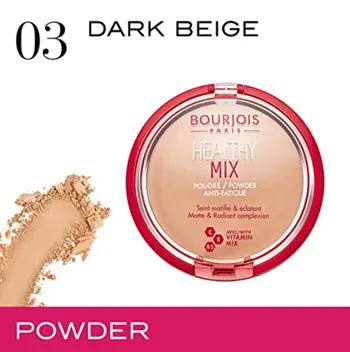 03 DARK BEIGE
BOURJOIS
PARIS
HEALTHY
MIX
POUDRE / POWDER
ANTI-FATIGUE
Teint matifié & éclatant
Matte & Radiant complexion
C E B5
AVEC/WITH
VITAMIN
MIX
POWDER